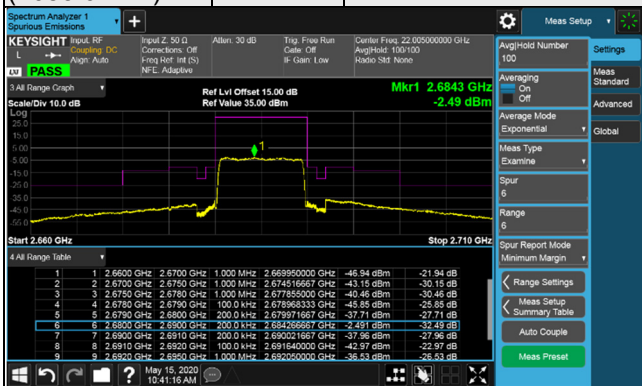 Spectrum Analyzer 1
Spurious Emissions
Meas Setup
KEYSIGHT Input: RF Input Z: 50 Ω Atten: 30 dB Trig: Free Run Center Freq: 22.005000000 GHz
Coupling: DC Corrections: Off Gate: Off Avg|Hold: 100/100
Align: Auto Freq Ref: Int (S) IF Gain: Low Radio Std: None
NFE: Adaptive
L
LU PASS
3 All Range Graph
Ref Lvl Offset 15.00 dB
Mkr1 2.6843 GHz
Scale/Div 10.0 dB
Ref Value 35.00 dBm
-2.49 dBm
Log
25.0
15.0
5.00
-5.00
-15.0
-25.0
-35.0
-45.0
-55.0
1
Start 2.660 GHz
Stop 2.710 GHz
4 All Range Table
1 1 2.6600 GHz 2.6700 GHz 1.000 MHz 2.669950000 GHz -46.94 dBm -21.94 dB
2 2 2.6700 GHz 2.6750 GHz 1.000 MHz 2.674516667 GHz -43.15 dBm -30.15 dB
3 3 2.6750 GHz 2.6780 GHz 1.000 MHz 2.677855000 GHz -40.46 dBm -30.46 dB
4 4 2.6780 GHz 2.6790 GHz 100.0 kHz 2.678968333 GHz -45.85 dBm -25.85 dB
5 5 2.6790 GHz 2.6800 GHz 200.0 kHz 2.679971667 GHz -37.71 dBm -27.71 dB
6 6 2.6800 GHz 2.6900 GHz 200.0 kHz 2.684266667 GHz -2.491 dBm -32.49 dB
7 7 2.6900 GHz 2.6910 GHz 200.0 kHz 2.690021667 GHz -37.96 dBm -27.96 dB
8 8 2.6910 GHz 2.6920 GHz 100.0 kHz 2.691640000 GHz -42.97 dBm -22.97 dB
9 9 2.6920 GHz 2.6950 GHz 1.000 MHz 2.692050000 GHz -36.53 dBm -26.53 dB
May 15, 2020
10:41:16 AM
Avg|Hold Number
100
Averaging
On
Off
Average Mode
Exponential
Meas Type
Examine
Spur
6
Range
6
Spur Report Mode
Minimum Margin
Range Settings
Meas Setup
Summary Table
Auto Couple
Meas Preset
Settings
Meas
Standard
Advanced
Global